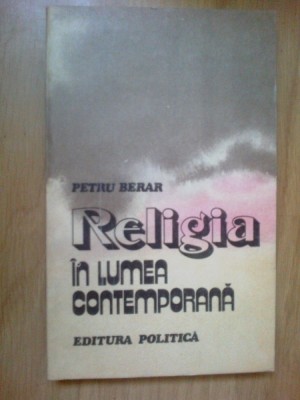 PETRU BERAR
Religia
ÎN LUMEA
CONTEMPORANĂ
EDITURA POLITICĂ